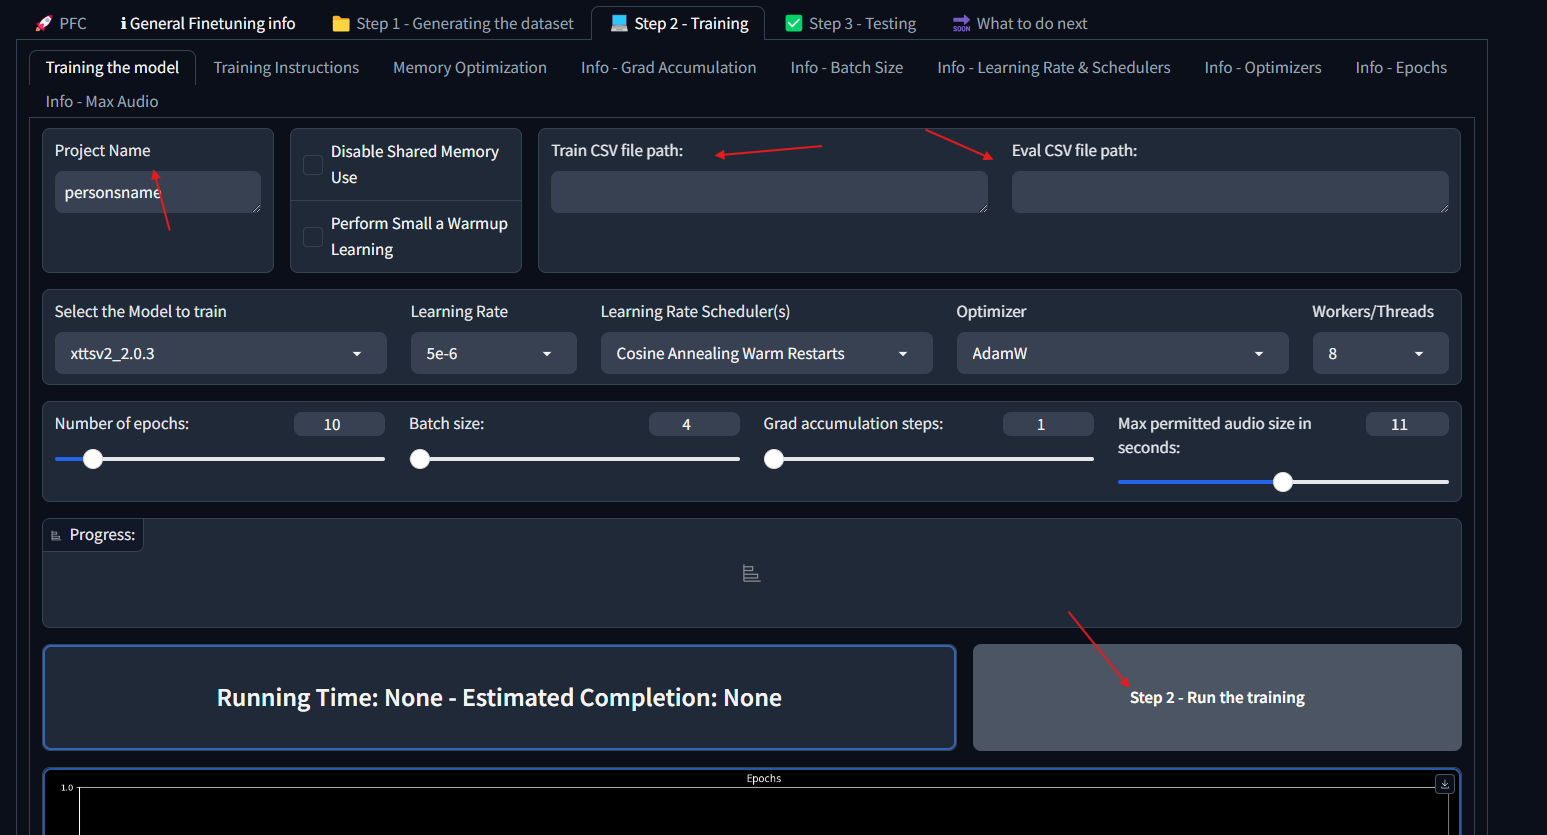 PFC
General Finetuning info
Step 1 - Generating the dataset
Step 2 - Training
Step 3 - Testing
SOON
What to do next
Training the model
Training Instructions
Memory Optimization
Info - Grad Accumulation
Info - Batch Size
Info - Learning Rate & Schedulers
Info - Optimizers
Info - Epochs
Info - Max Audio
Project Name
personsname
Disable Shared Memory
Use
Perform Small a Warmup
Learning
Train CSV file path:
Eval CSV file path:
Select the Model to train
xttsv2_2.0.3
Learning Rate
5e-6
Learning Rate Scheduler(s)
Cosine Annealing Warm Restarts
Optimizer
AdamW
Workers/Threads
8
Number of epochs:
10
Batch size:
4
Grad accumulation steps:
1
Max permitted audio size in
seconds:
11
Progress:
Running Time: None - Estimated Completion: None
Step 2 - Run the training
Epochs
1.0